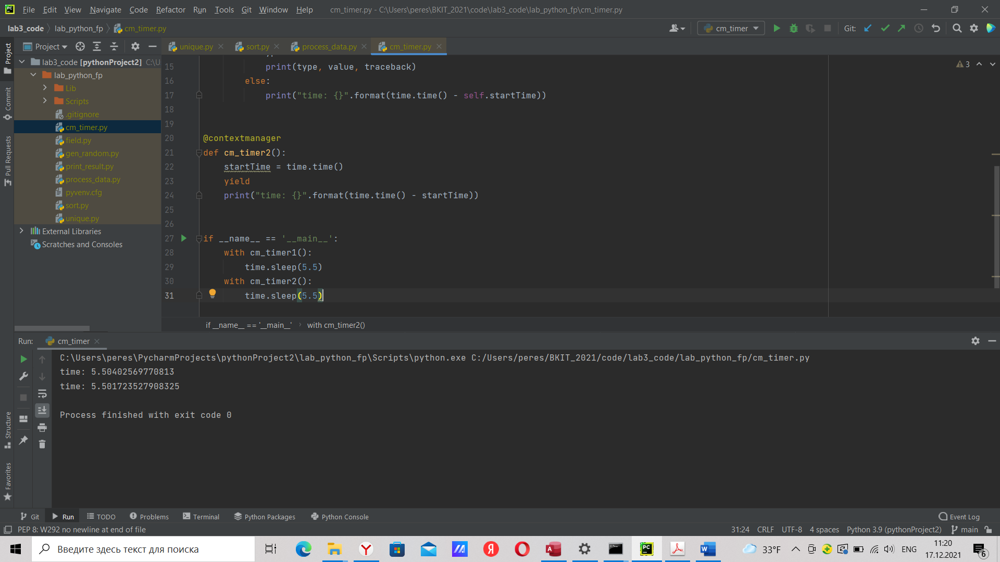 File Edit View Navigate Code Refactor Run Tools Git Window Help cm_timer.py - C:\Users\peres\BKIT_2021\code\lab3_code\lab_python_fp\cm_timer.py
lab3_code lab_python_fp cm_timer.py cm_timer Git:
Project unique.py sort.py process_data.py cm_timer.py
Project
Commit
Pull Requests
Structure
Favorites
lab3_code [pythonProject2] C:\U
lab_python_fp
Lib
Scripts
.gitignore
cm_timer.py
field.py
gen_random.py
print_result.py
process_data.py
pyvenv.cfg
sort.py
unique.py
External Libraries
Scratches and Consoles
3
15 print(type, value, traceback)
16 else:
17 print("time: {}".format(time.time() - self.startTime))
18
19
20 @contextmanager
21 def cm_timer2():
22 startTime = time.time()
23 yield
24 print("time: {}".format(time.time() - startTime))
25
26
27 if __name__ == '__main__':
28 with cm_timer1():
29 time.sleep(5.5)
30 with cm_timer2():
31 time.sleep(5.5)
if __name__ == '__main__' with cm_timer2()
Run: cm_timer
C:\Users\peres\PycharmProjects\pythonProject2\lab_python_fp\Scripts\python.exe C:/Users/peres/BKIT_2021/code/lab3_code/lab_python_fp/cm_timer.py
time: 5.50402569770813
time: 5.501723527908325
Process finished with exit code 0
Git Run TODO Problems Terminal Python Packages Python Console Event Log
PEP 8: W292 no newline at end of file 31:24 CRLF UTF-8 4 spaces Python 3.9 (pythonProject2) main
Введите здесь текст для поиска 33°F ENG 11:20
17.12.2021 6